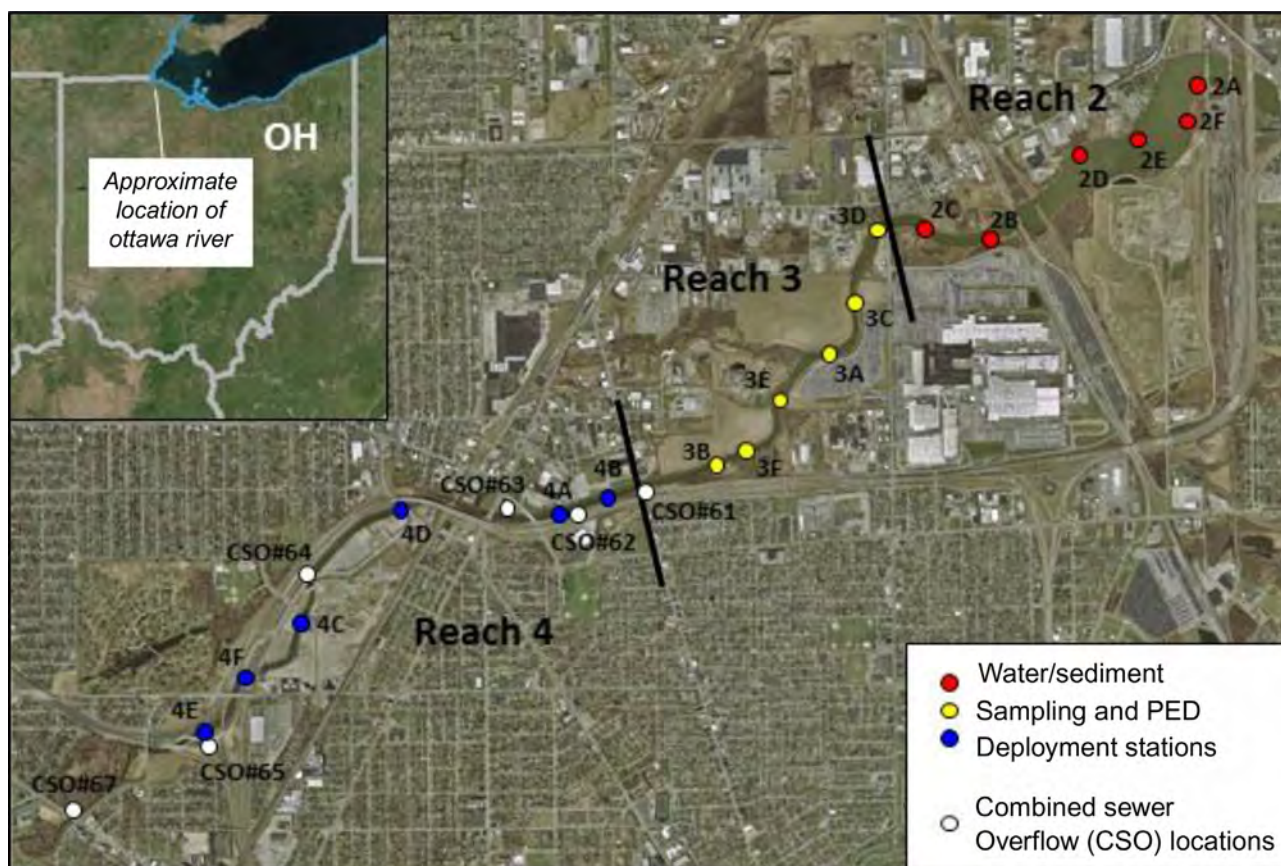 OH
Approximate
location of
ottawa river
Reach 2
2A
2F
2E
2D
2C
2B
3D
Reach 3
3C
3A
3E
3B
3F
4B
4A
CSO#63
CSO#61
CSO#62
4D
CSO#64
Reach 4
4C
4F
4E
CSO#65
CSO#67
Water/sediment
Sampling and PED
Deployment stations
Combined sewer
Overflow (CSO) locations